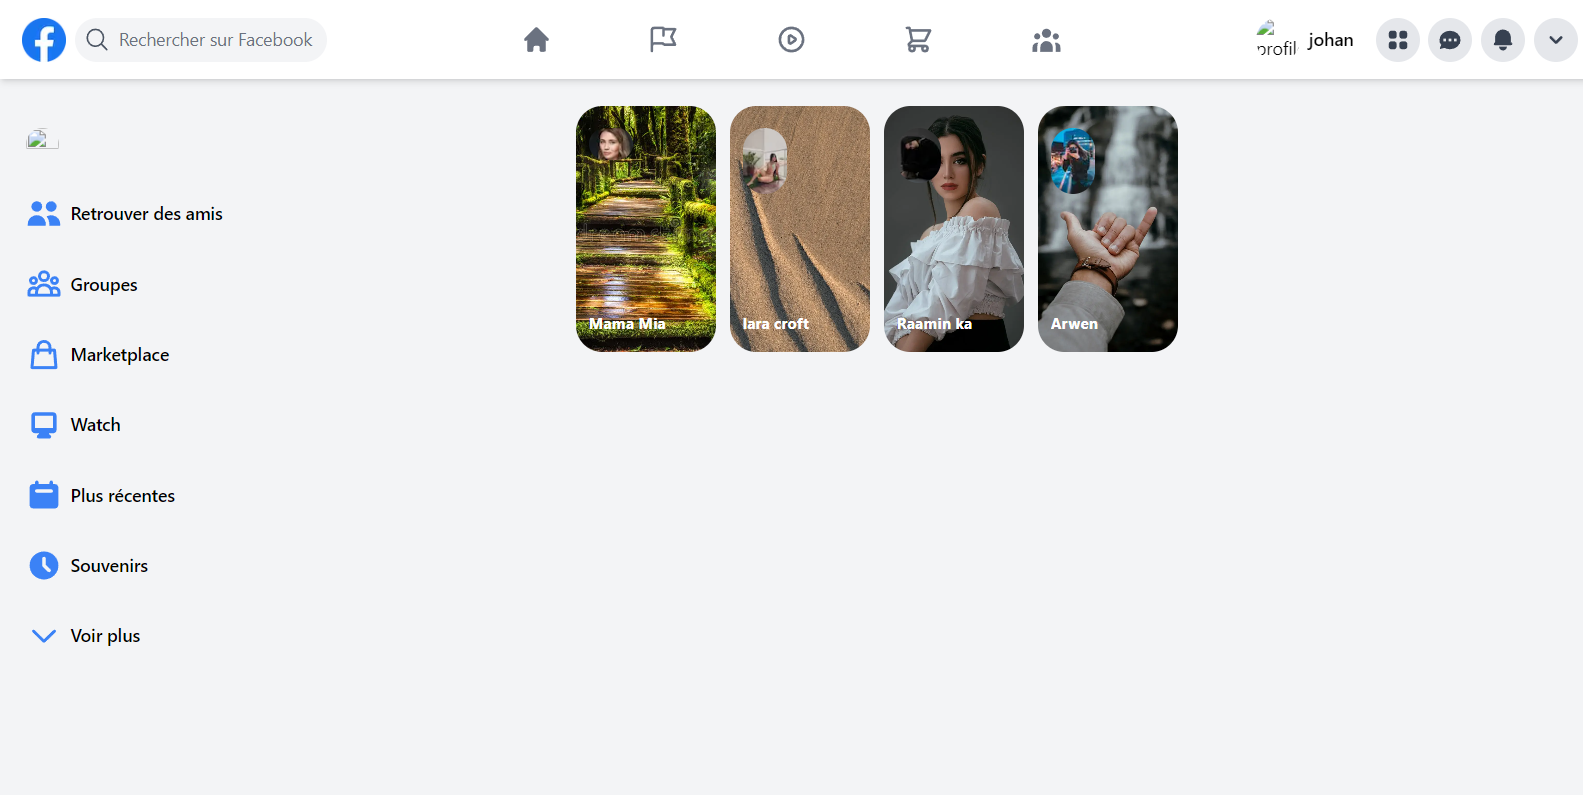 Rechercher sur Facebook
profil
johan
Mama Mia
lara croft
Raamin ka
Arwen
Retrouver des amis
Groupes
Marketplace
Watch
Plus récentes
Souvenirs
Voir plus